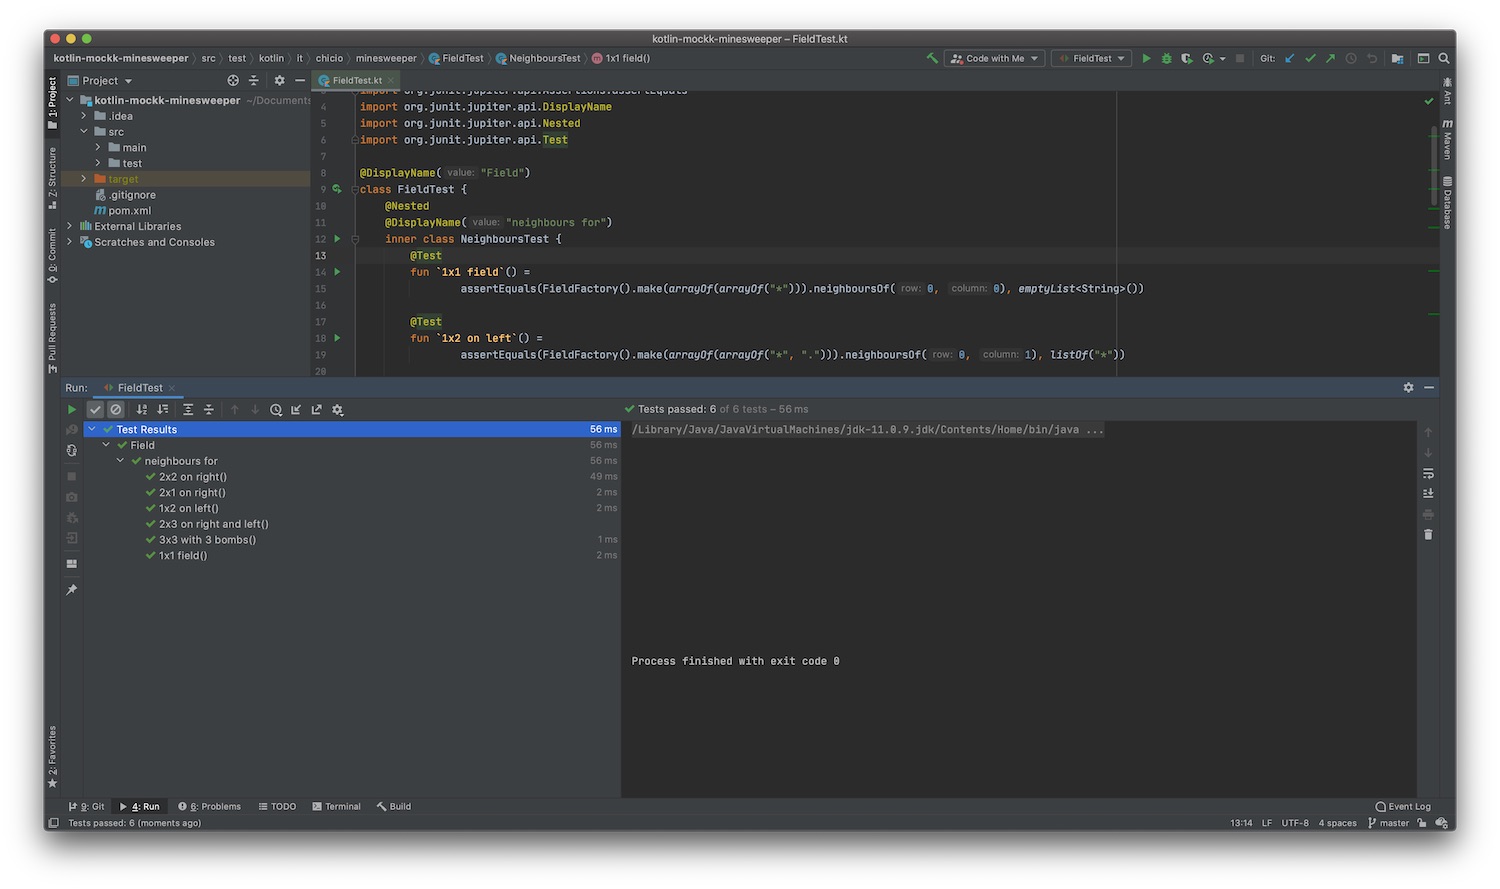 kotlin-mockk-minesweeper – FieldTest.kt
kotlin-mockk-minesweeper src test kotlin it chicio minesweeper FieldTest NeighboursTest m 1x1 field() Code with Me FieldTest Git:
1: Project
Z: Structure
0: Commit
Pull Requests
2: Favorites
Project
kotlin-mockk-minesweeper ~/Documents
.idea
src
main
test
target
.gitignore
m pom.xml
External Libraries
Scratches and Consoles
FieldTest.kt
3 import org.junit.jupiter.api.Assertions.assertEquals
4 import org.junit.jupiter.api.DisplayName
5 import org.junit.jupiter.api.Nested
6 import org.junit.jupiter.api.Test
7
8 @DisplayName( value: "Field")
9 class FieldTest {
10 @Nested
11 @DisplayName( value: "neighbours for")
12 inner class NeighboursTest {
13 @Test
14 fun `1x1 field`() =
15 assertEquals(FieldFactory().make(arrayOf(arrayOf("*"))).neighboursOf( row: 0, column: 0), emptyList<String>())
16
17 @Test
18 fun `1x2 on left`() =
19 assertEquals(FieldFactory().make(arrayOf(arrayOf("*", "."))).neighboursOf( row: 0, column: 1), listOf("*"))
20
Ant
m Maven
Database
Run: FieldTest
Tests passed: 6 of 6 tests – 56 ms
Test Results 56 ms
Field 56 ms
neighbours for 56 ms
2x2 on right() 49 ms
2x1 on right() 2 ms
1x2 on left() 2 ms
2x3 on right and left()
3x3 with 3 bombs() 1 ms
1x1 field() 2 ms
/Library/Java/JavaVirtualMachines/jdk-11.0.9.jdk/Contents/Home/bin/java ...
Process finished with exit code 0
9: Git 4: Run 6: Problems TODO Terminal Build Event Log
Tests passed: 6 (moments ago) 13:14 LF UTF-8 4 spaces master